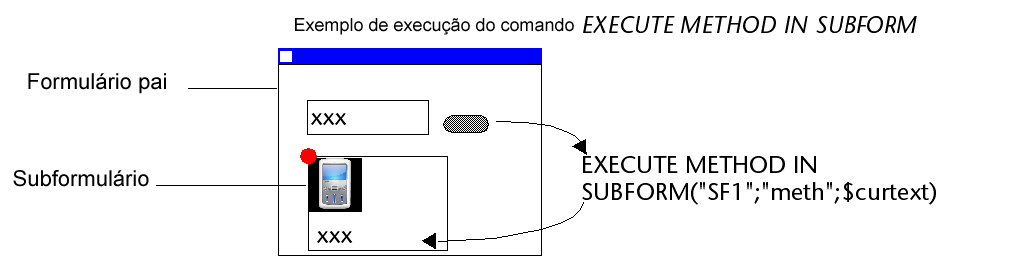 Exemplo de execução do comando EXECUTE METHOD IN SUBFORM
Formulário pai
xxx
EXECUTE METHOD IN
SUBFORM("SF1";"meth";$curtext)
Subformulário
xxx